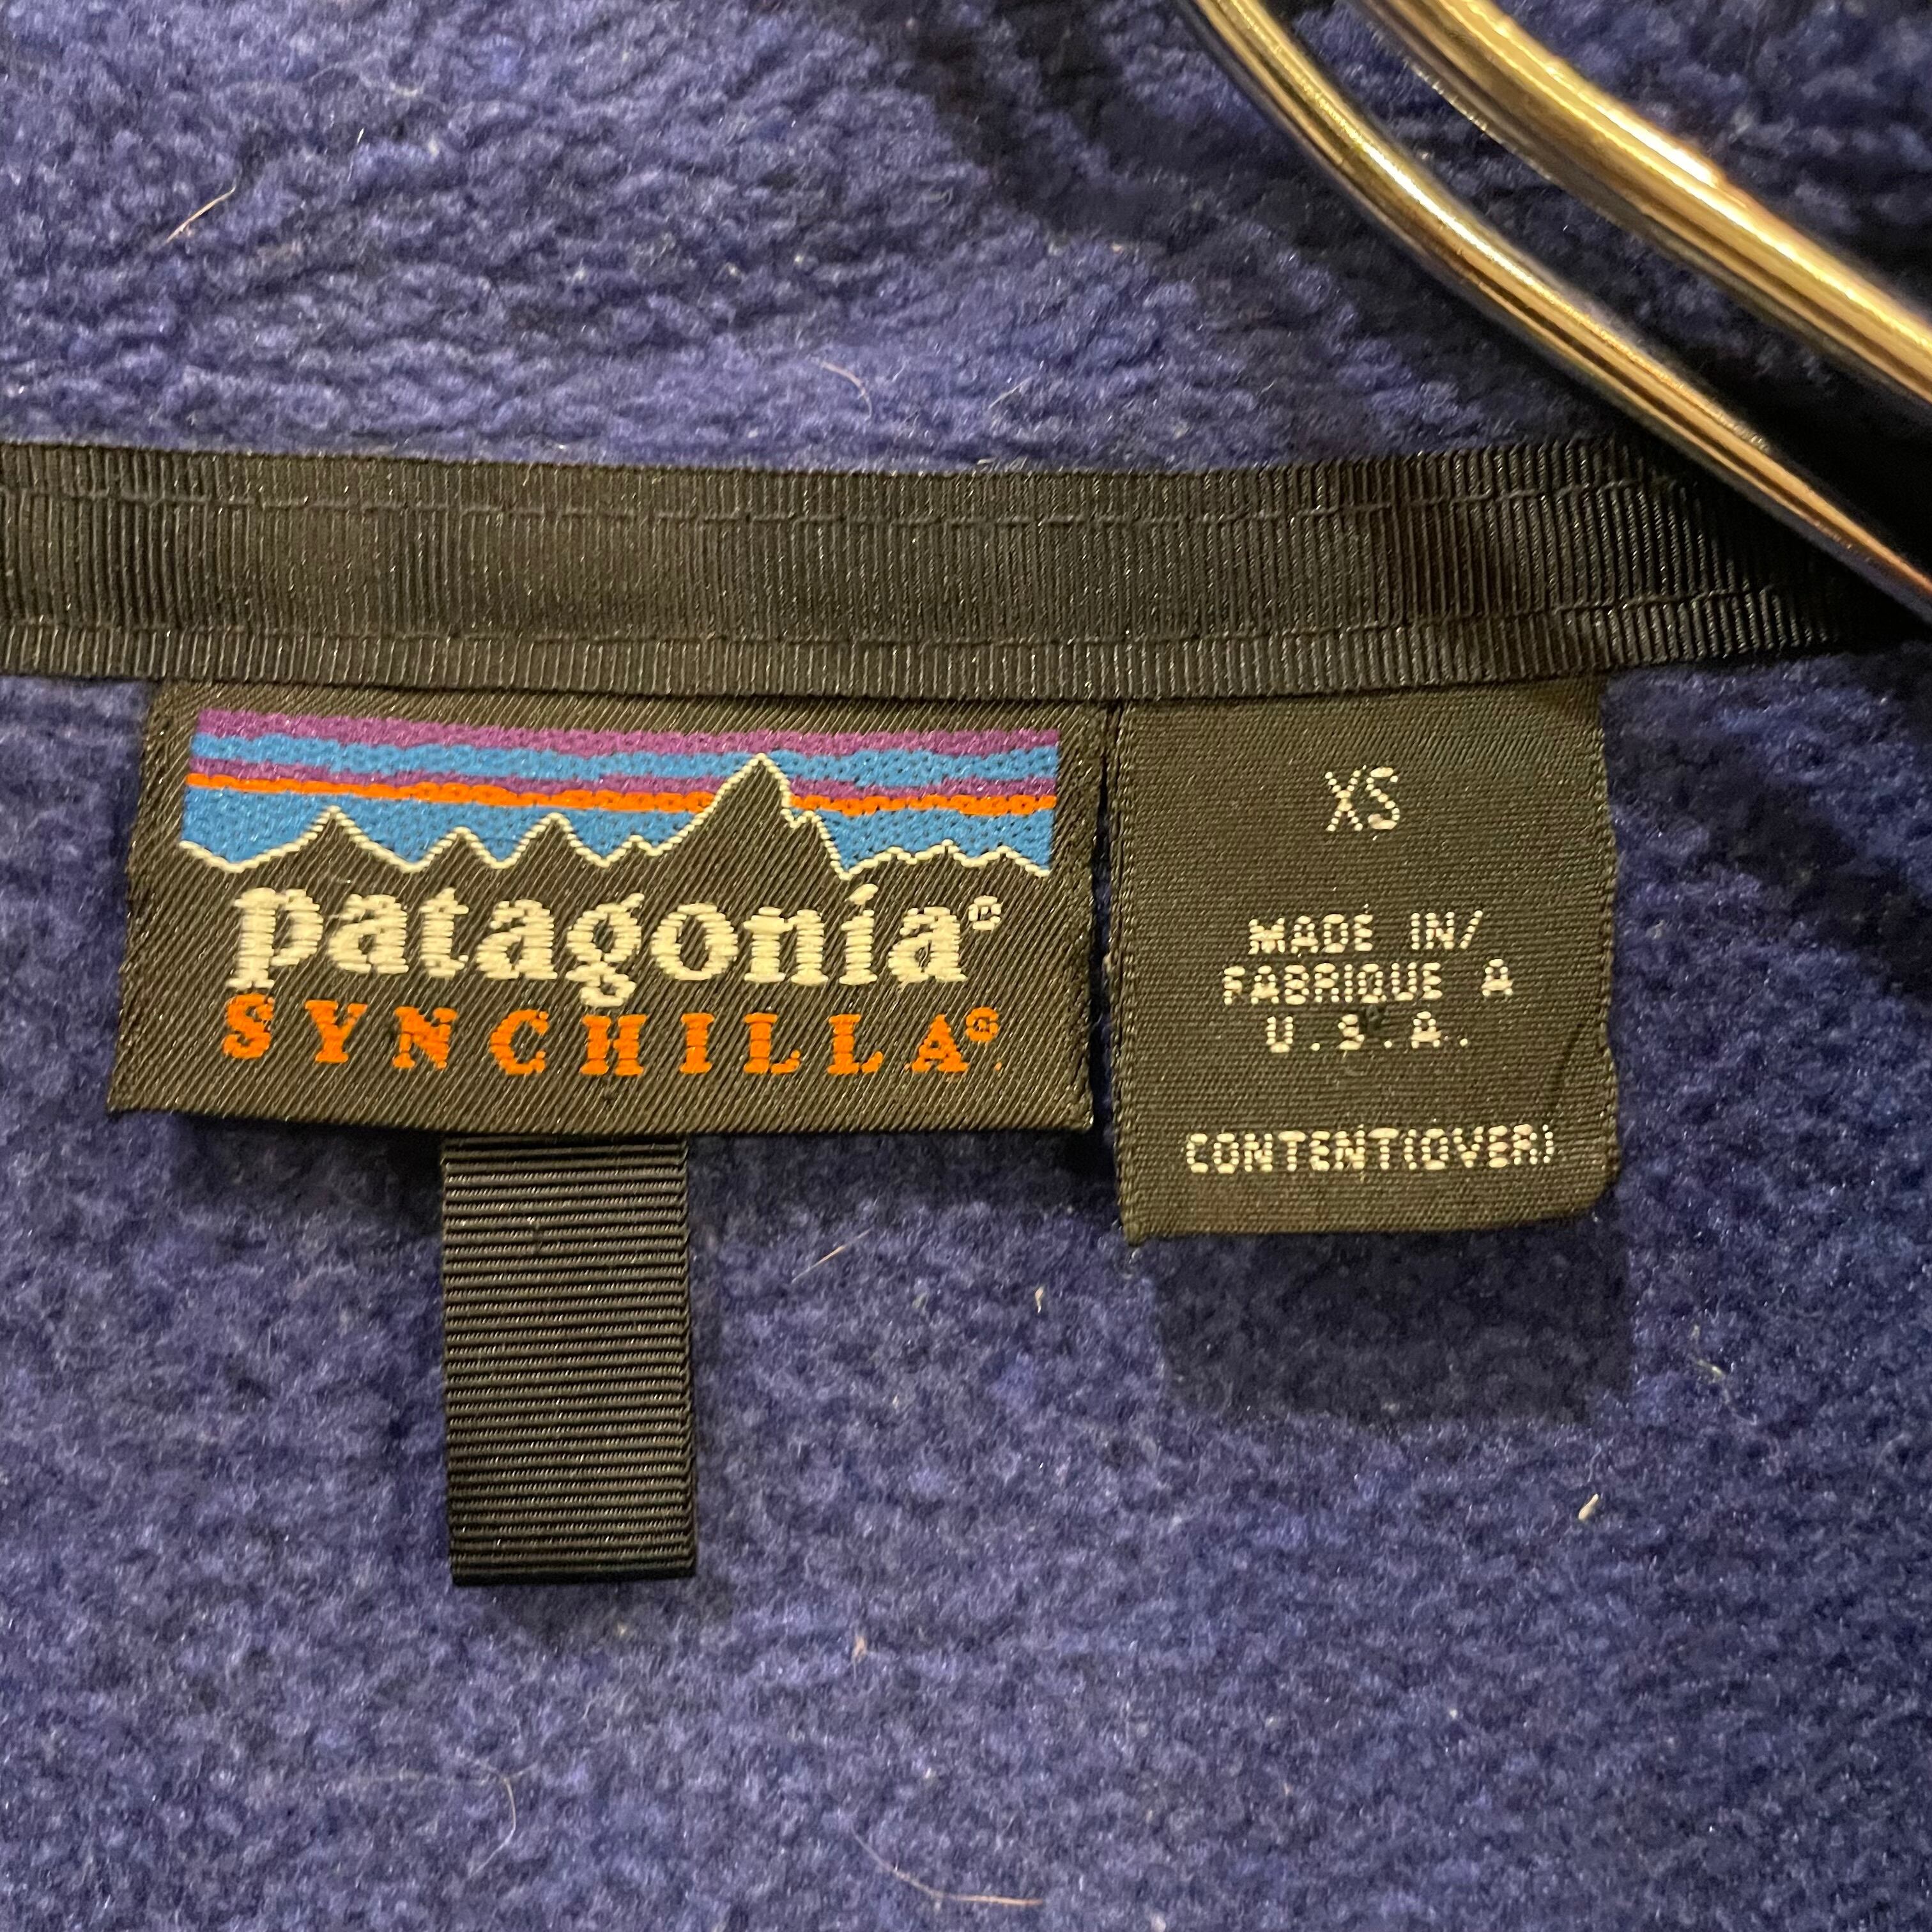 patagonia®
SYNCHILLA®
XS
MADE IN/
FABRIQUE A
U.S.A.
CONTENT(OVER)